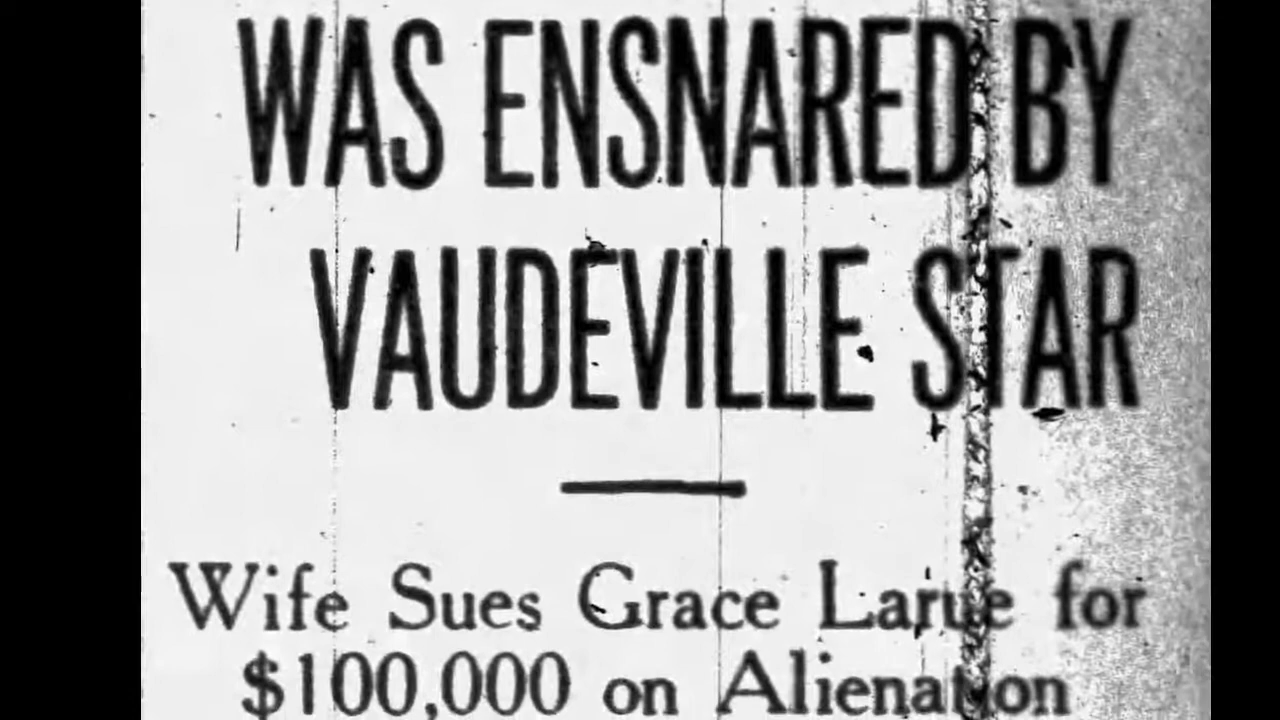 WAS ENSNARED BY
VAUDEVILLE STAR
Wife Sues Grace Larue for
$100,000 on Alienation